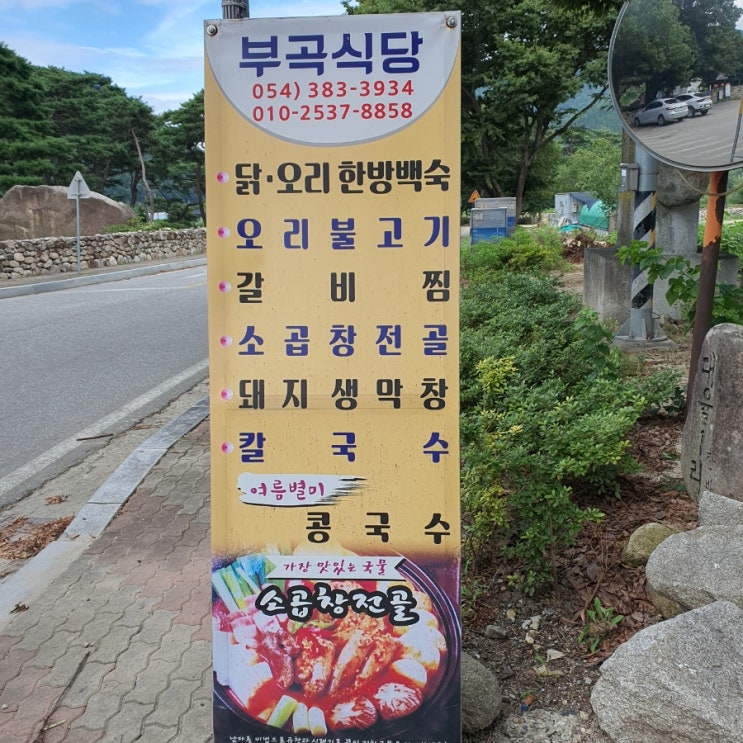 부곡식당
054) 383-3934
010-2537-8858
닭·오리 한방백숙
오리불고기
갈비찜
소곱창전골
돼지생막창
칼국수
여름별미
콩국수
가장 맛있는 국물
소곱창전골